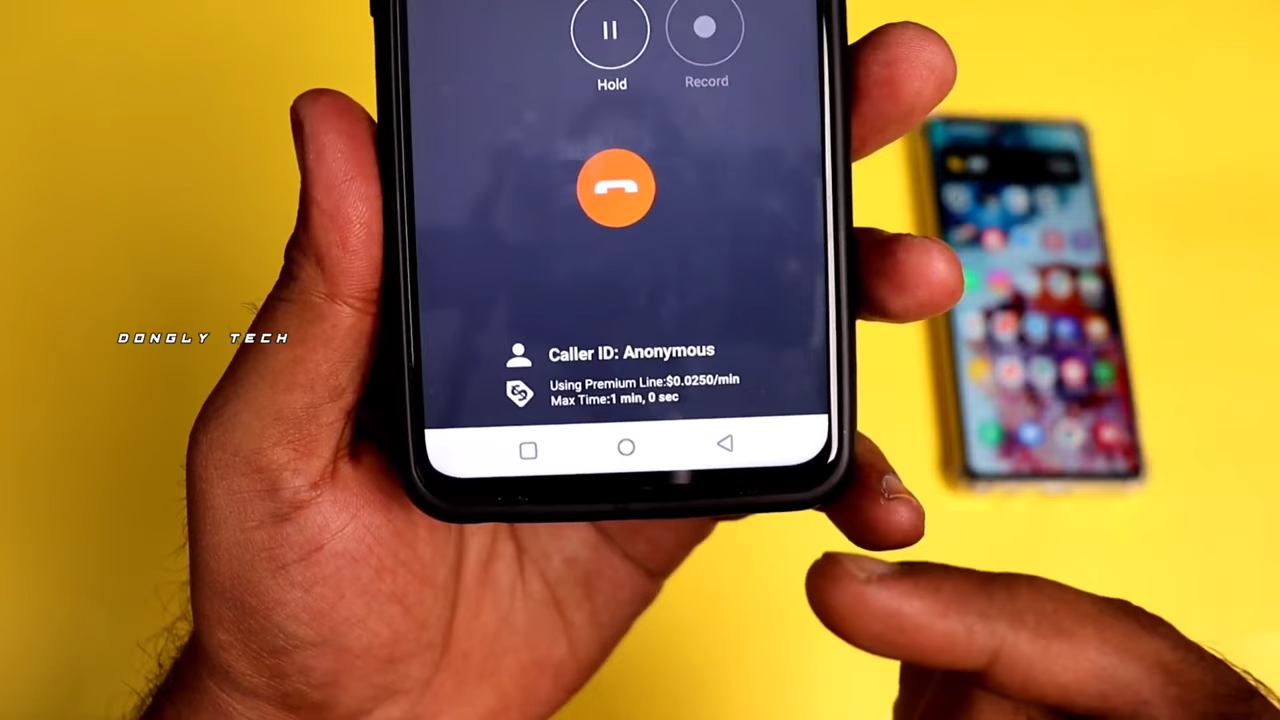 Hold
Record
DONGLY TECH
Caller ID: Anonymous
Using Premium Line:$0.0250/min
Max Time:1 min, 0 sec